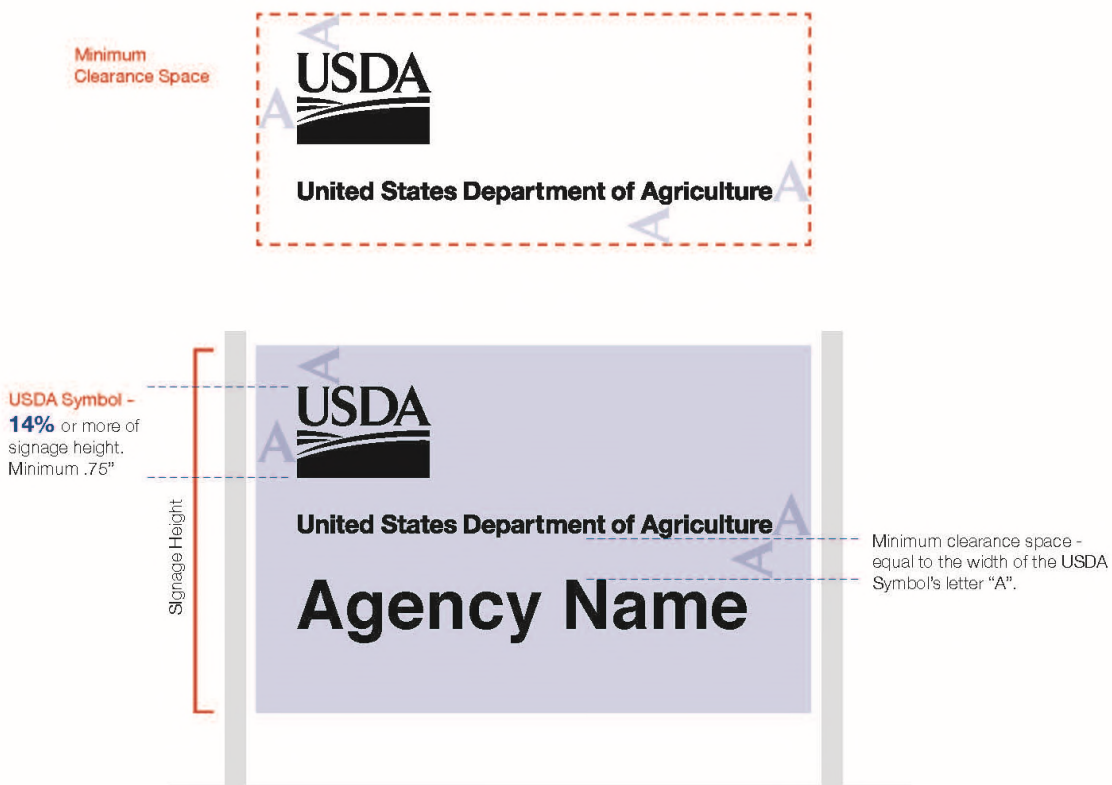 A
Minimum
Clearance Space
USDA
A
United States Department of Agriculture
A
A
A
USDA Symbol -
14% or more of
signage height.
Minimum .75”
USDA
A
Signage Height
United States Department of Agriculture
A
A
Minimum clearance space -
equal to the width of the USDA
Symbol's letter “A”.
Agency Name